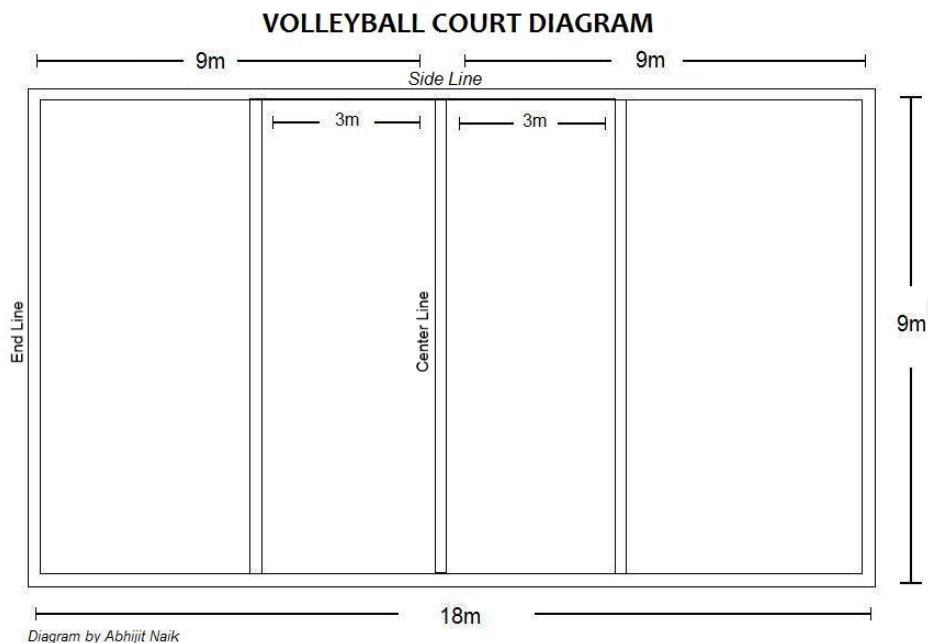 VOLLEYBALL COURT DIAGRAM
9m
9m
Side Line
3m
3m
End Line
Center Line
9m
18m
Diagram by Abhijit Naik